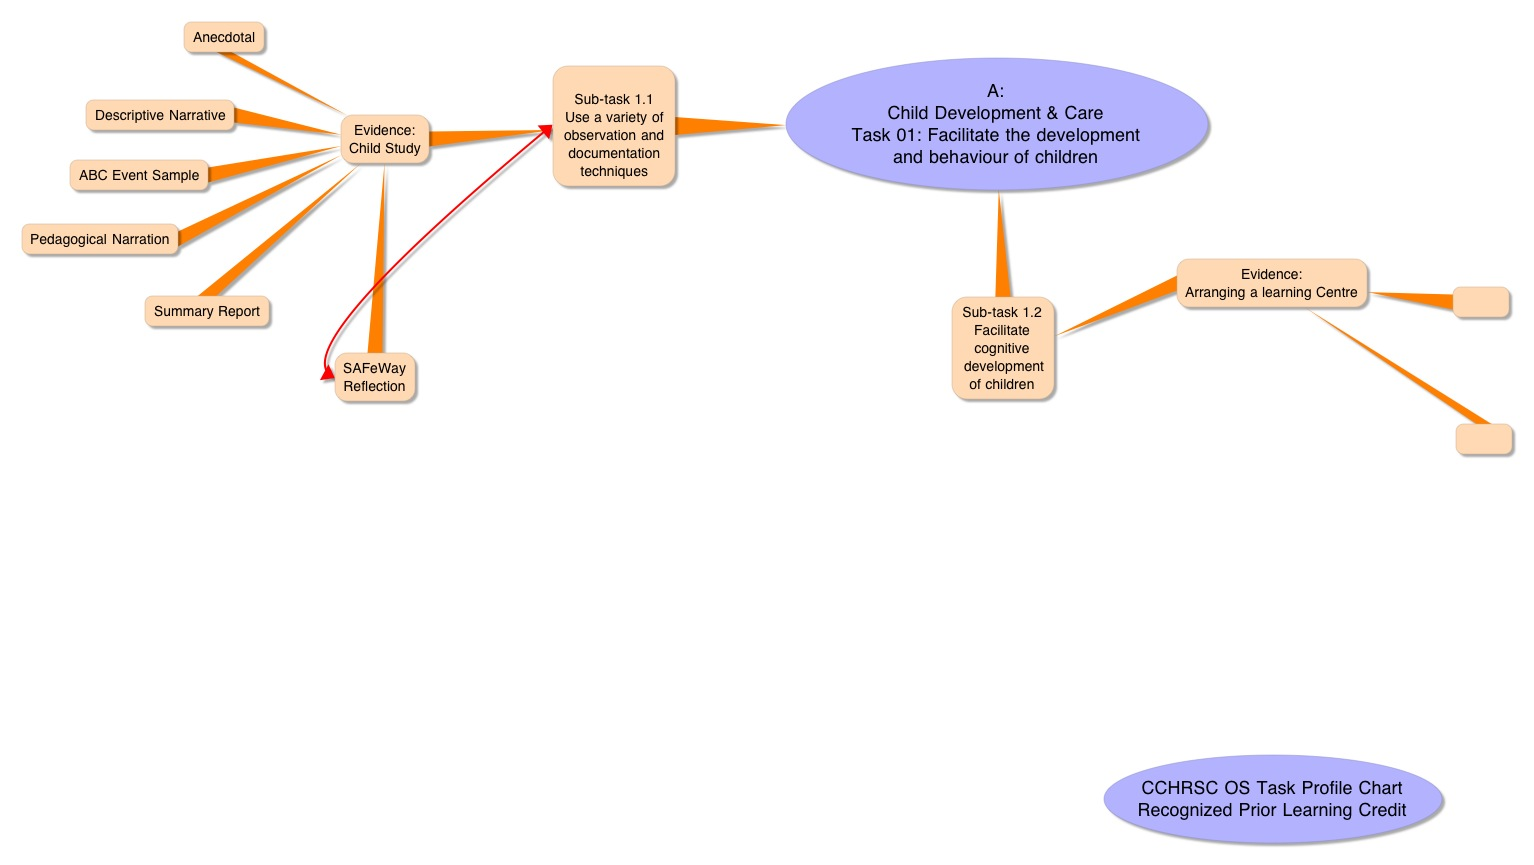 Anecdotal
Descriptive Narrative
ABC Event Sample
Pedagogical Narration
Summary Report
Evidence:
Child Study
SAFeWay
Reflection
Sub-task 1.1
Use a variety of
observation and
documentation
techniques
A:
Child Development & Care
Task 01: Facilitate the development
and behaviour of children
Sub-task 1.2
Facilitate
cognitive
development
of children
Evidence:
Arranging a learning Centre
CCHRSC OS Task Profile Chart
Recognized Prior Learning Credit